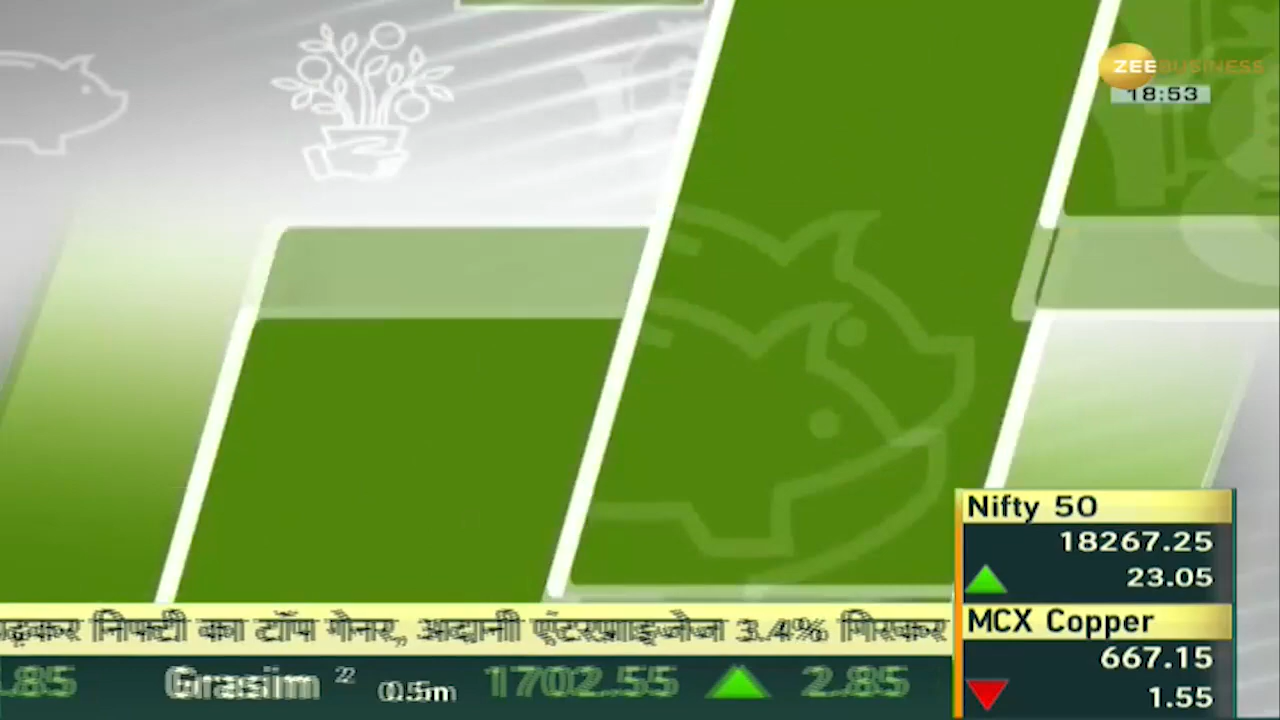 ZEE BUSINESS
18:53
Nifty 50
18267.25
23.05
MCX Copper
667.15
1.55
निफ्टी का टॉप गेनर, अदानी एंटरप्राइजेज 3.4% गिरकर
.85 Grasim 22 0.5m 1702.55 2.85